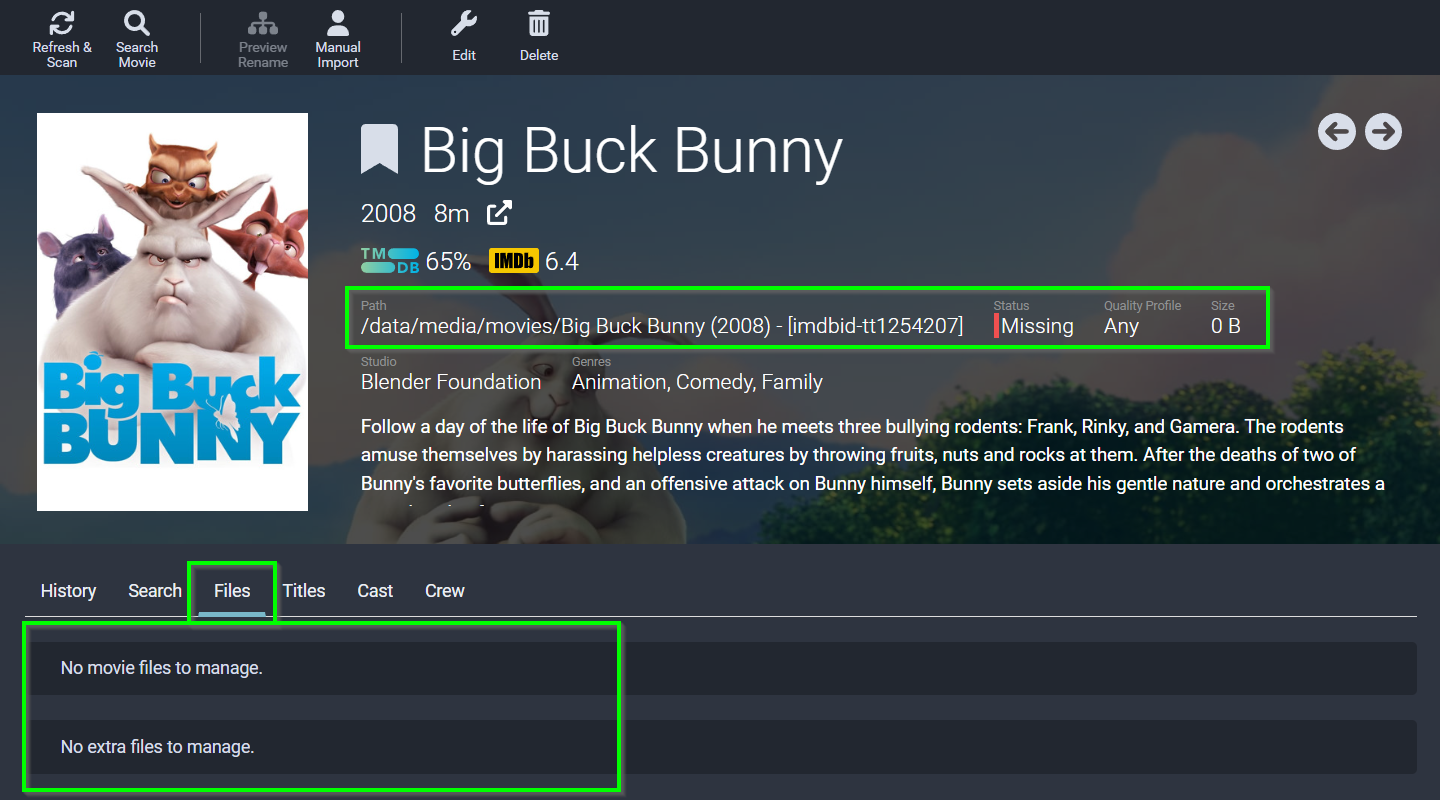 Refresh &
Scan
Search
Movie
Preview
Rename
Manual
Import
Edit
Delete
Big Buck Bunny
2008 8m
TM
DB 65% IMDb 6.4
Path
/data/media/movies/Big Buck Bunny (2008) - [imdbid-tt1254207]
Status
Missing
Quality Profile
Any
Size
0 B
Studio
Blender Foundation
Genres
Animation, Comedy, Family
Follow a day of the life of Big Buck Bunny when he meets three bullying rodents: Frank, Rinky, and Gamera. The rodents
amuse themselves by harassing helpless creatures by throwing fruits, nuts and rocks at them. After the deaths of two of
Bunny's favorite butterflies, and an offensive attack on Bunny himself, Bunny sets aside his gentle nature and orchestrates a
Big Buck
BUNNY
History Search Files Titles Cast Crew
No movie files to manage.
No extra files to manage.